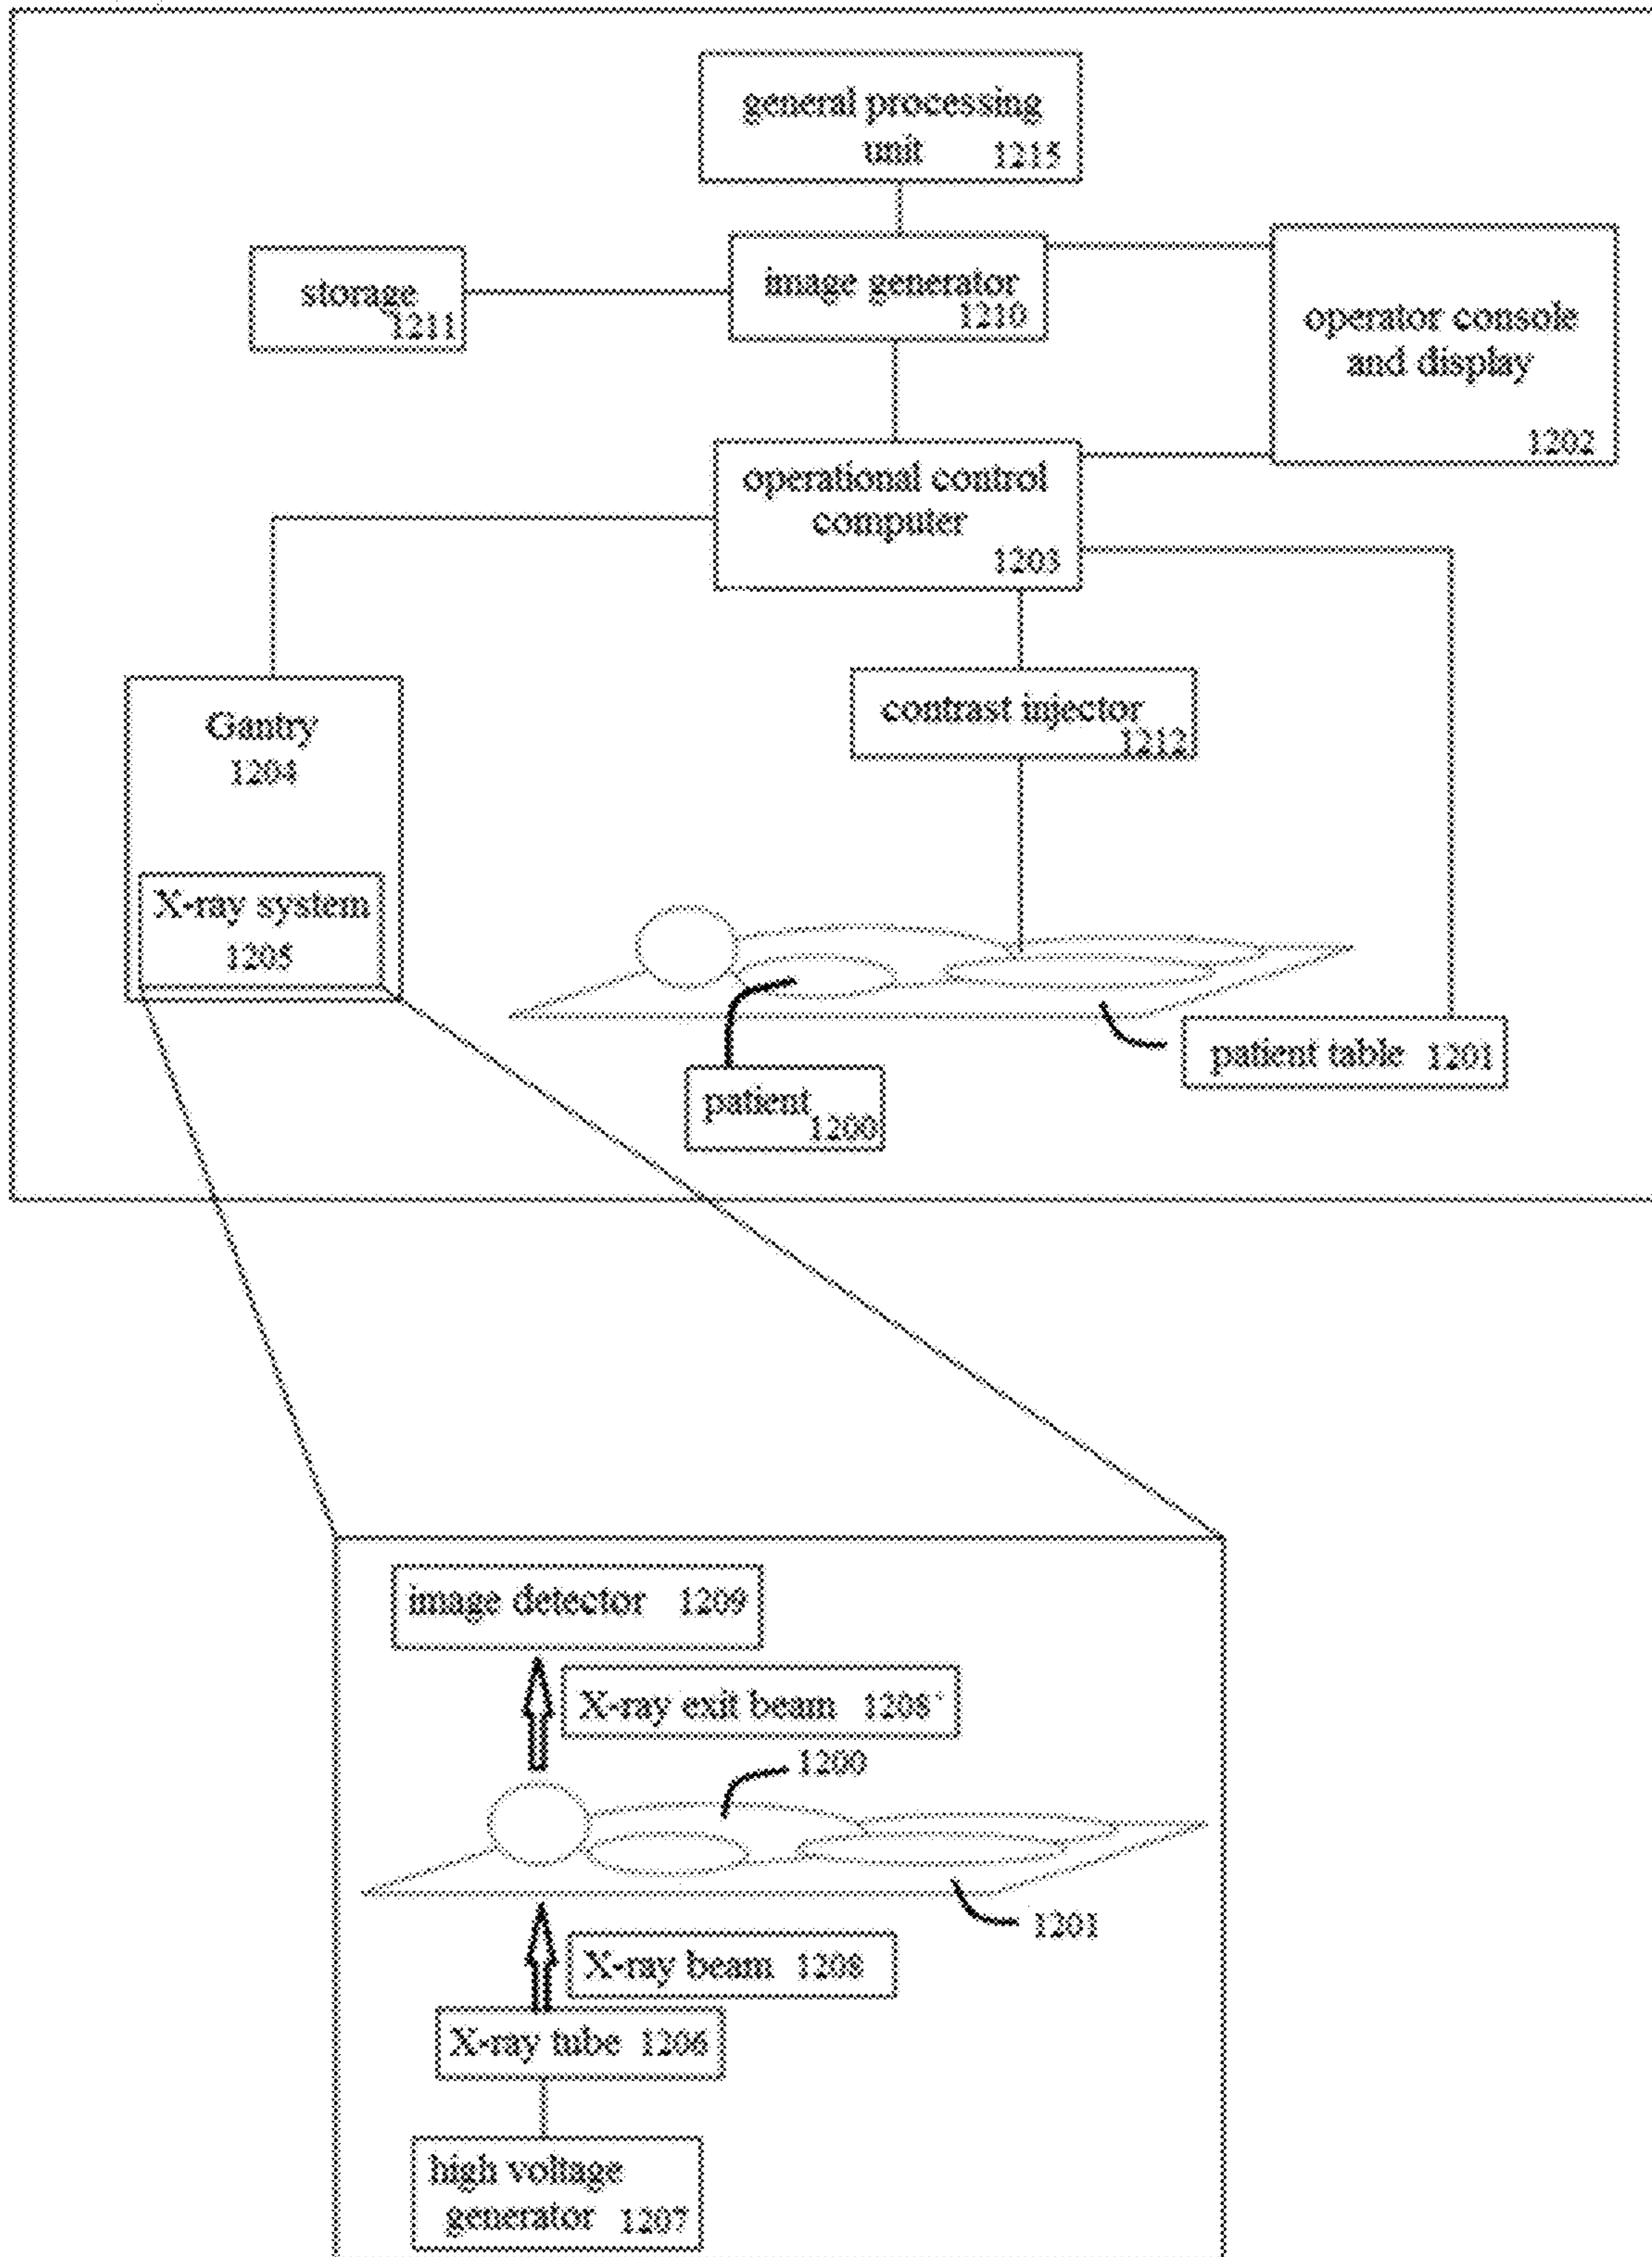 general processing
unit 1215
storage
1211
image generator
1210
operator console
and display
1202
operational control
computer
1203
Gantry
1204
contrast injector
1212
X-ray system
1205
patient table 1201
patient
1200
image detector 1209
X-ray exit beam 1208'
1200
1201
X-ray beam 1208
X-ray tube 1206
high voltage
generator 1207